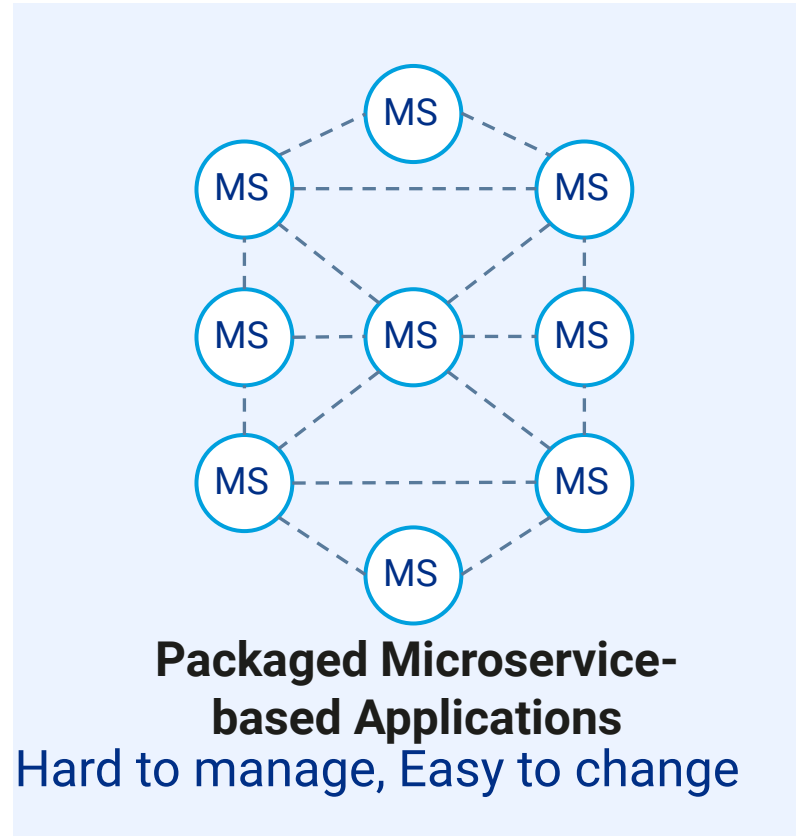 MS
MS
MS
MS
MS
MS
MS
MS
MS
Packaged Microservice-
based Applications
Hard to manage, Easy to change